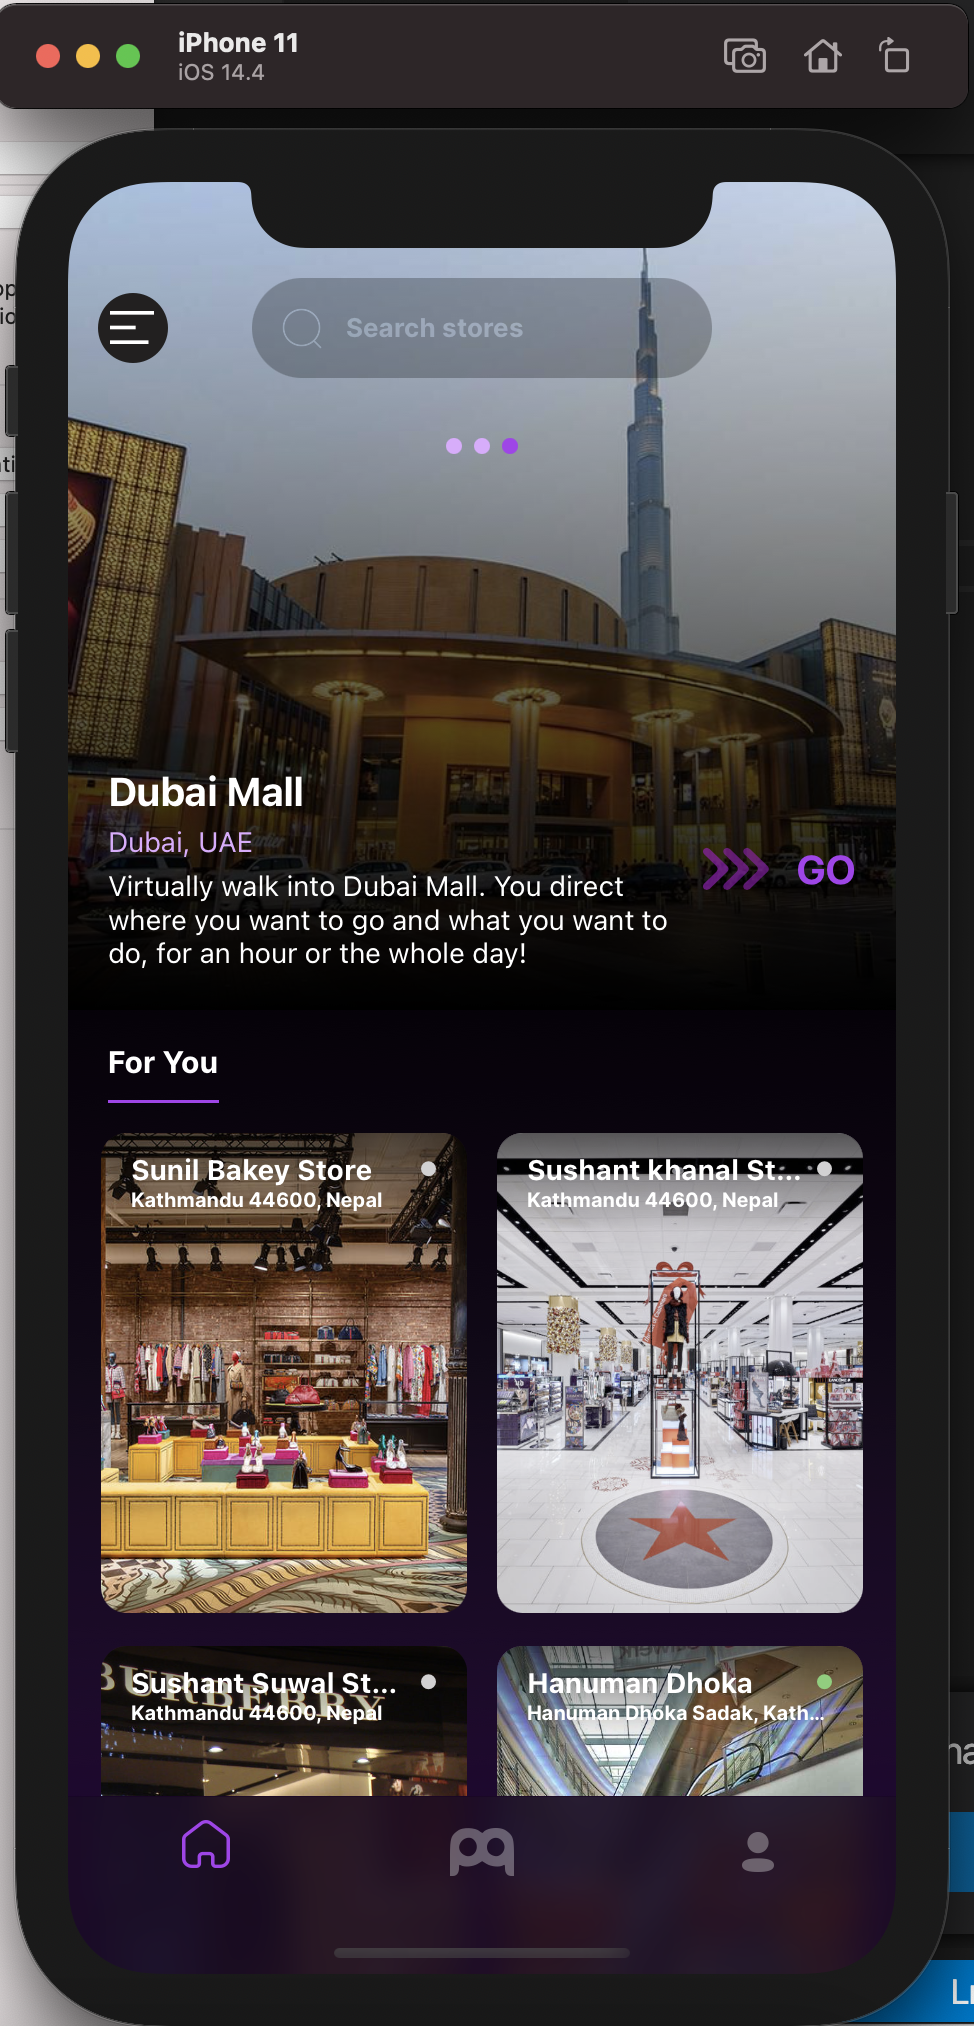 iPhone 11
iOS 14.4
Search stores
Dubai Mall
Dubai, UAE
Virtually walk into Dubai Mall. You direct
where you want to go and what you want to
do, for an hour or the whole day!
GO
For You
Sunil Bakey Store
Kathmandu 44600, Nepal
Sushant khanal St...
Kathmandu 44600, Nepal
BURBERRY
Sushant Suwal St...
Kathmandu 44600, Nepal
Hanuman Dhoka
Hanuman Dhoka Sadak, Kath...